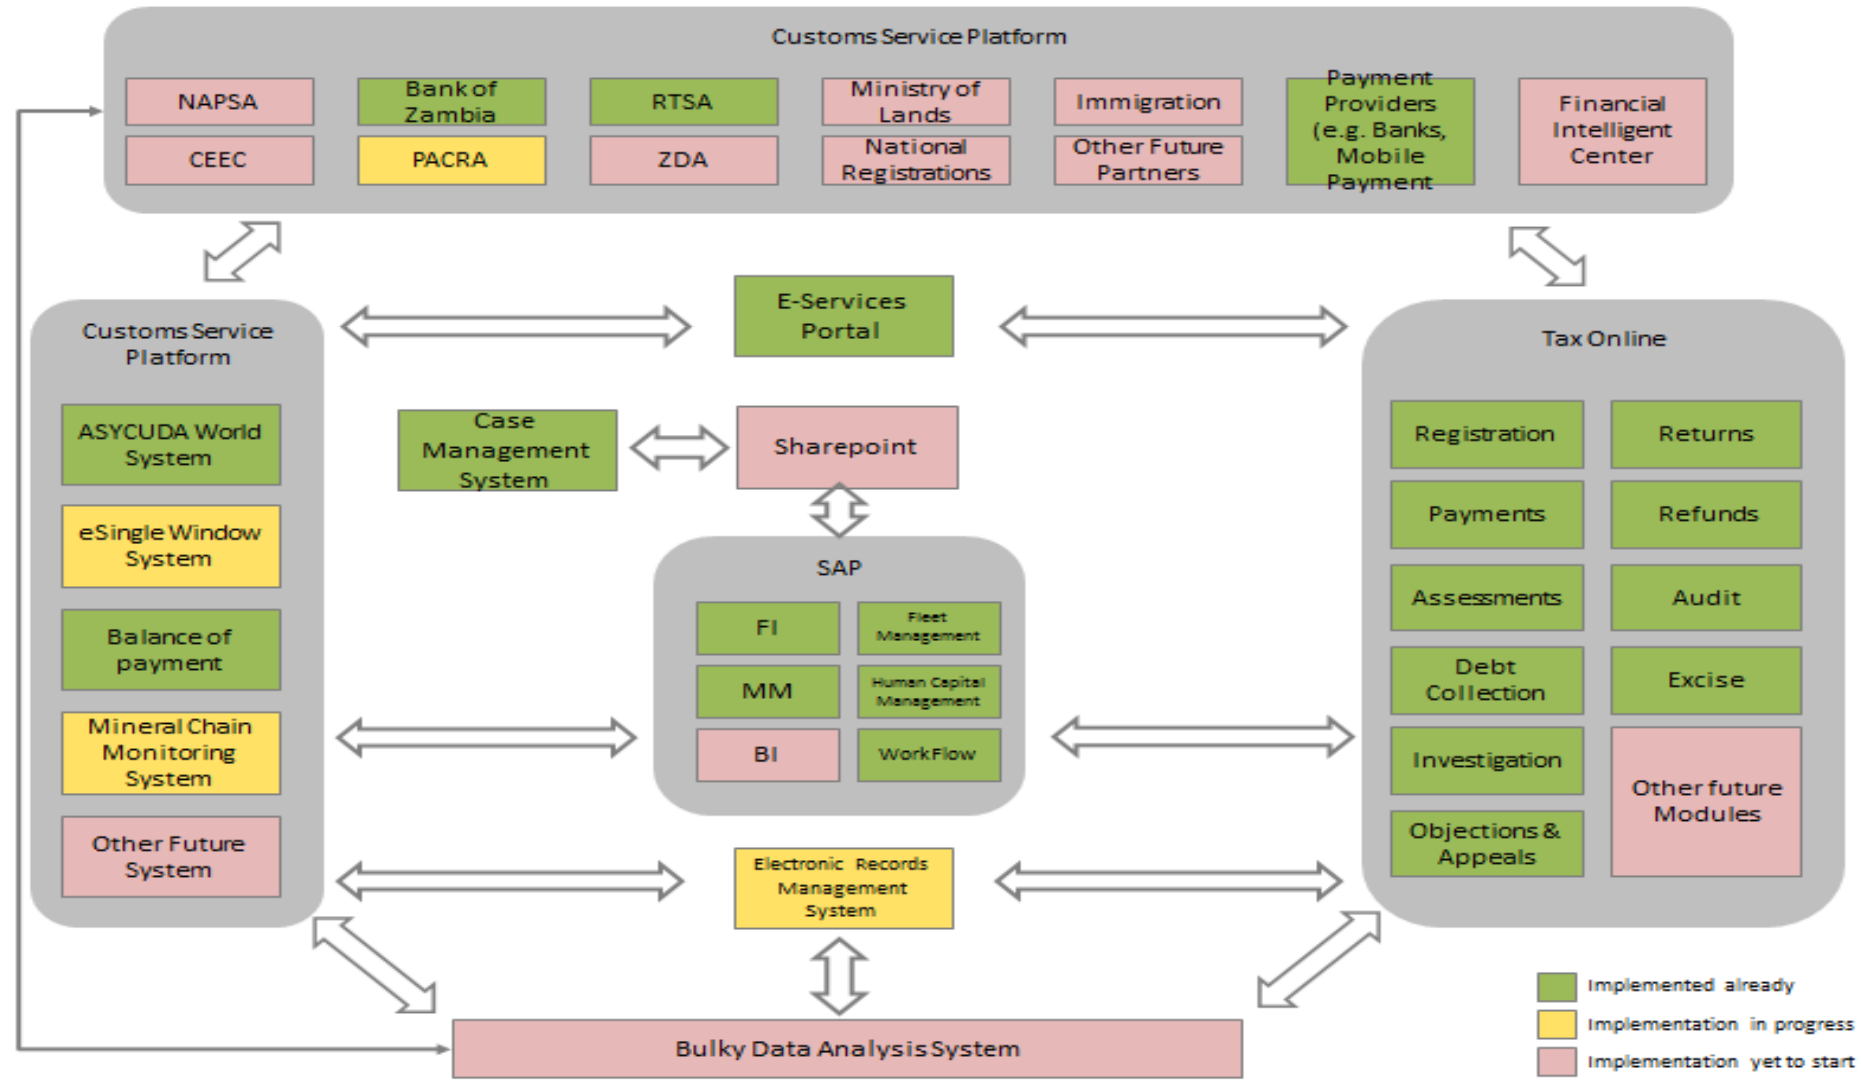 Customs Service Platform
NAPSA
Bank of
Zambia
RTSA
Ministry of
Lands
Immigration
Payment
Providers
(e.g. Banks,
Mobile
Payment
Financial
Intelligent
Center
CEEC
PACRA
ZDA
National
Registrations
Other Future
Partners
Customs Service
Platform
ASYCUDA World
System
eSingle Window
System
Balance of
payment
Mineral Chain
Monitoring
System
Other Future
System
E-Services
Portal
Case
Management
System
Sharepoint
SAP
FI
Fleet
Management
MM
Human Capital
Management
BI
WorkFlow
Electronic Records
Management
System
Tax Online
Registration
Returns
Payments
Refunds
Assessments
Audit
Debt
Collection
Excise
Investigation
Other future
Modules
Objections &
Appeals
Bulky Data Analysis System
Implemented already
Implementation in progress
Implementation yet to start